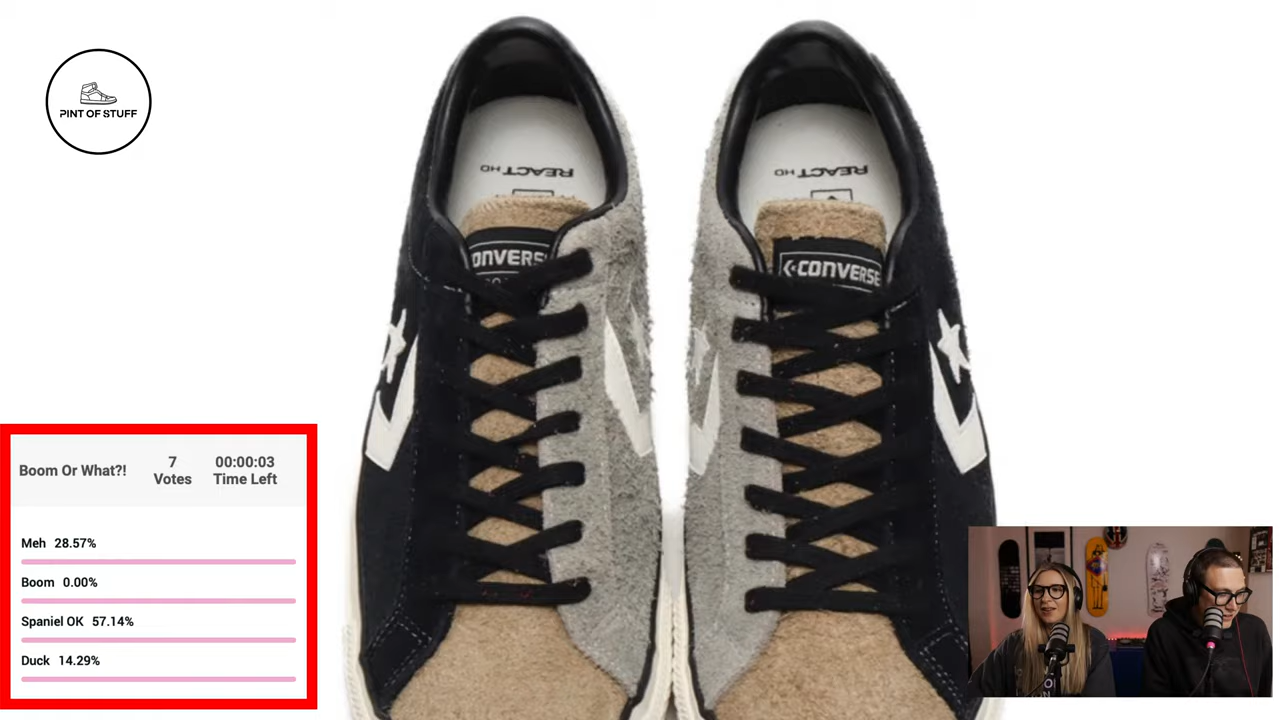 PINT OF STUFF
REACT HD
REACT HD
ONVERS
CONVERSE
Boom Or What?!
7
Votes
00:00:03
Time Left
Meh 28.57%
Boom 0.00%
Spaniel OK 57.14%
Duck 14.29%